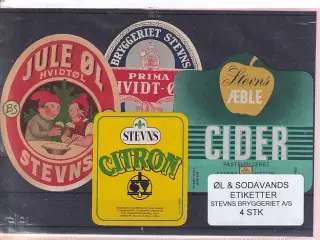 JULE ØL
HVIDTØL
STEVNS
BS
BRYGGERIET STEVNS
PRIMA
HVIDT-Ø
Stevns
ÆBLE
CIDER
PASTEURISERET
STEVNS
CITRON
SV
ØL & SODAVANDS
ETIKETTER
STEVNS BRYGGERIET A/S
4 STK